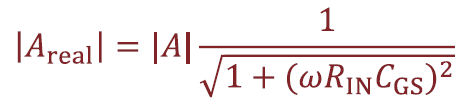 |A_real| = |A| 1 / √(1 + (ωR_IN C_GS)²)